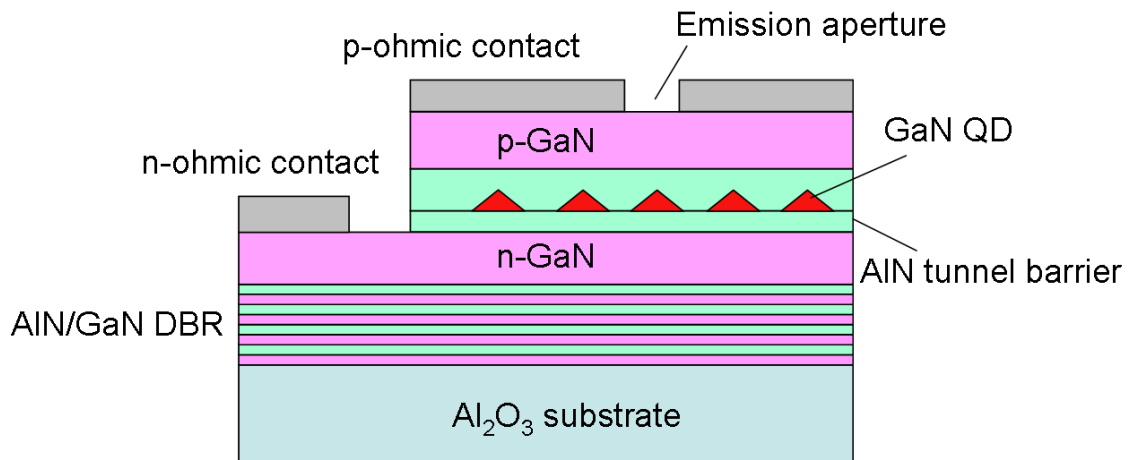 Emission aperture
p-ohmic contact
GaN QD
p-GaN
n-ohmic contact
n-GaN
AlN tunnel barrier
AlN/GaN DBR
Al₂O₃ substrate